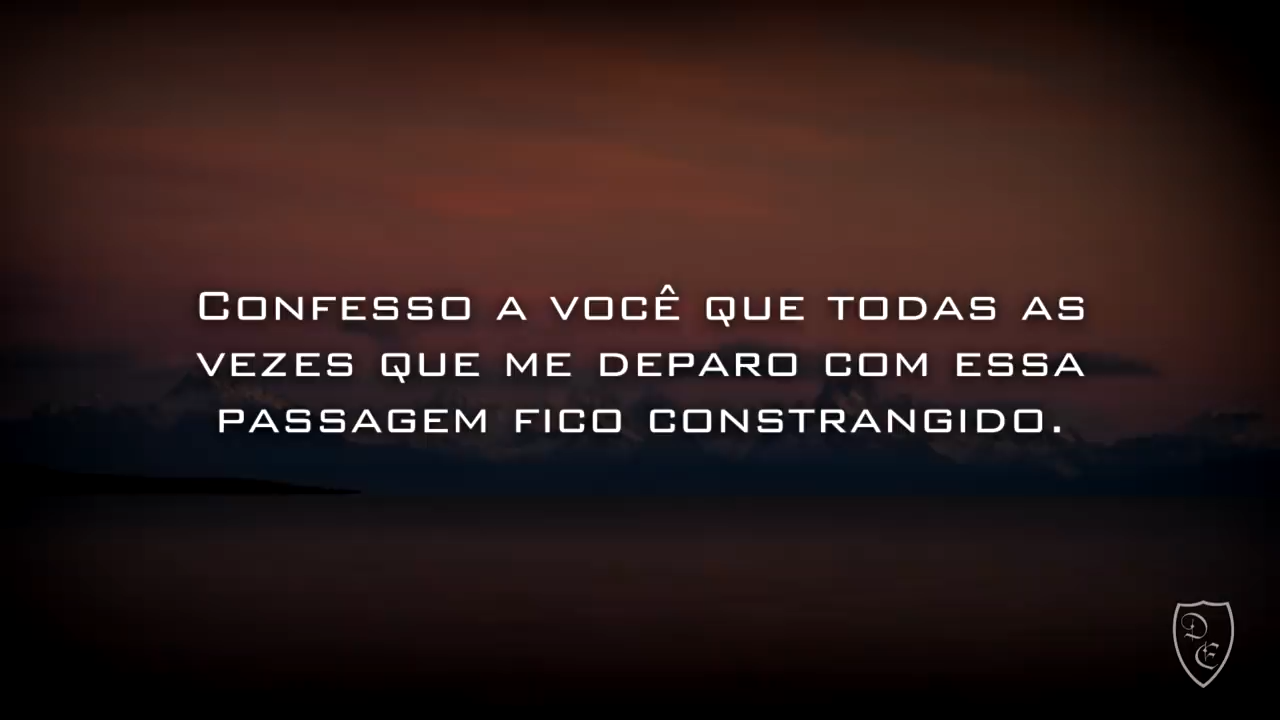 Confesso a você que todas as
vezes que me deparo com essa
passagem fico constrangido.
D
E